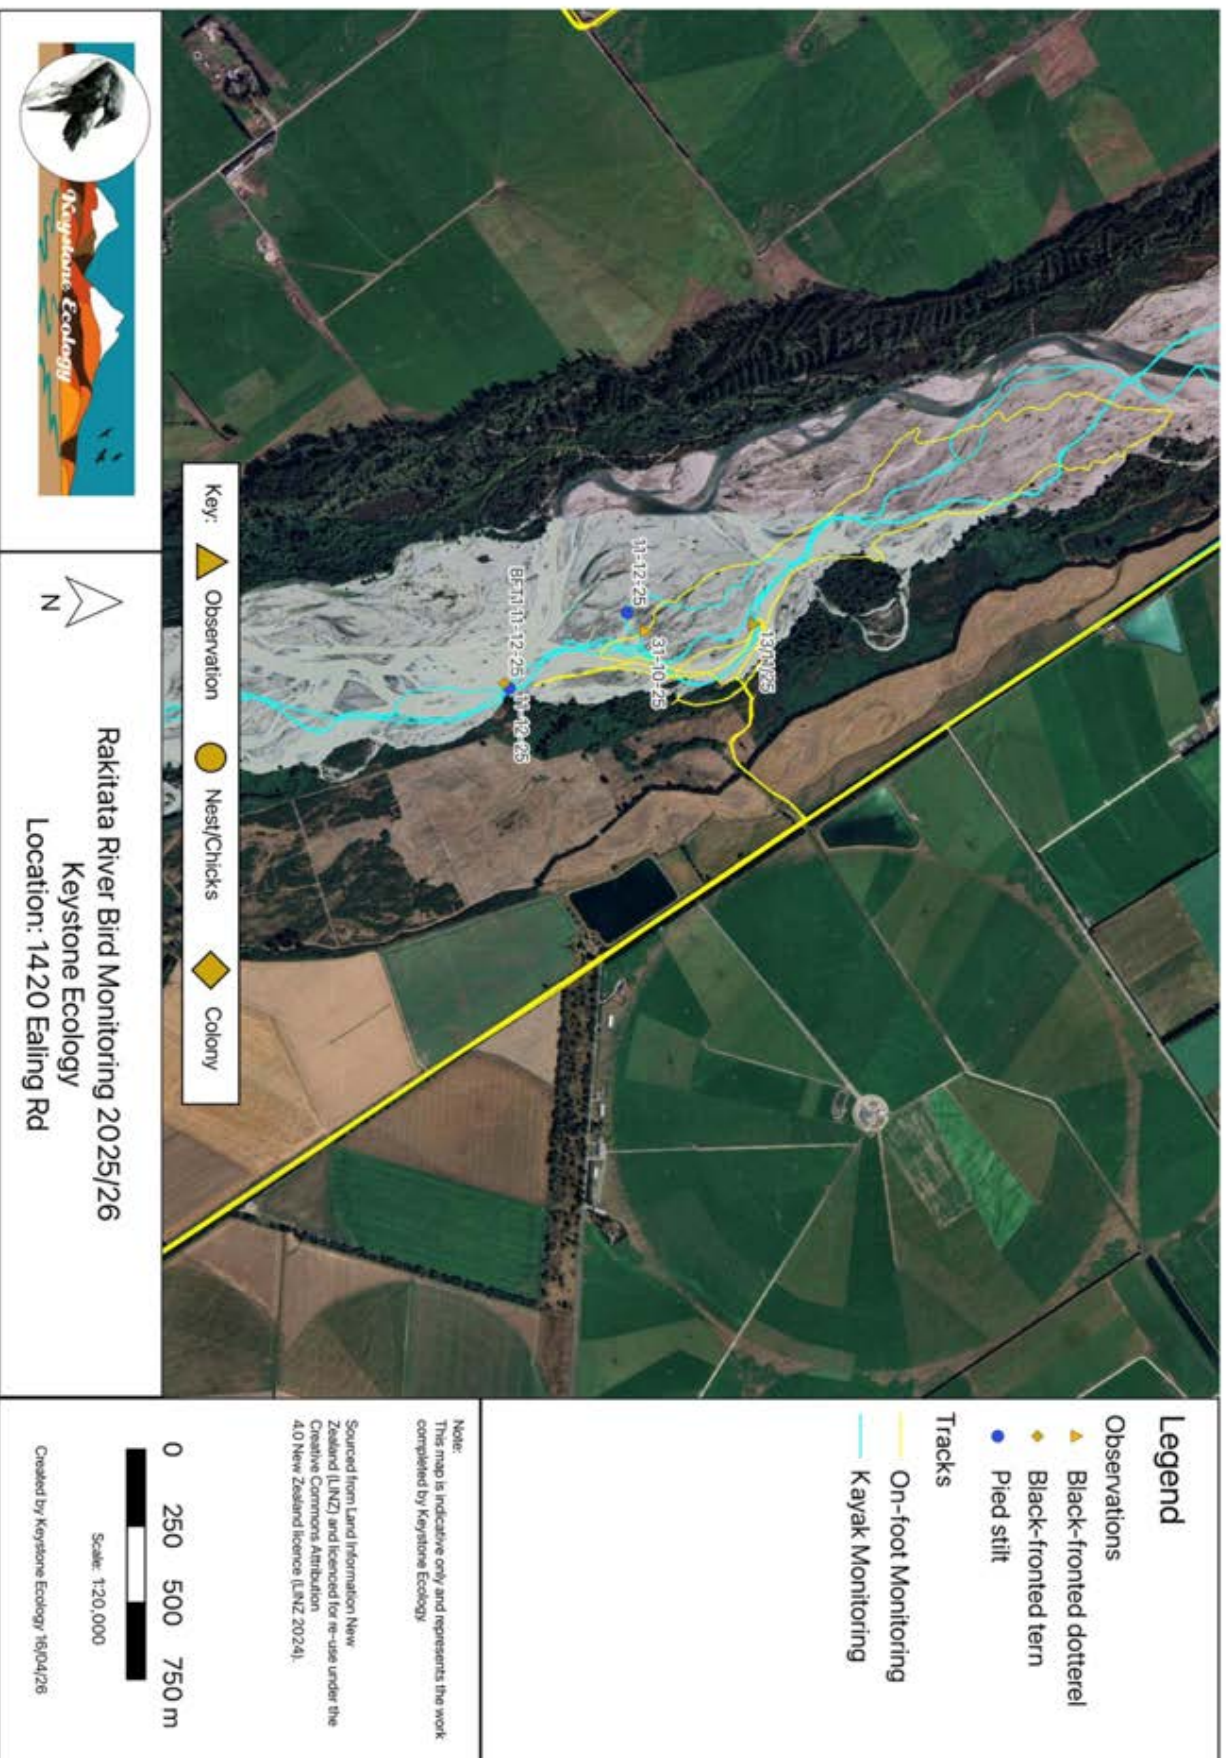 Legend
Observations
Black-fronted dotterel
Black-fronted tern
Pied stilt
Tracks
On-foot Monitoring
Kayak Monitoring
13/11/25
31-10-25
11-12-25
BFT1 11-12-25
11-12-25
Key:
Observation
Nest/Chicks
Colony
Note:
This map is indicative only and represents the work
completed by Keystone Ecology.
Sourced from Land Information New
Zealand (LINZ) and licenced for re-use under the
Creative Commons Attribution
4.0 New Zealand licence (LINZ 2024).
0 250 500 750 m
Scale: 1:20,000
Created by Keystone Ecology 16/04/26
Keystone Ecology
N
Rakitata River Bird Monitoring 2025/26
Keystone Ecology
Location: 1420 Ealing Rd